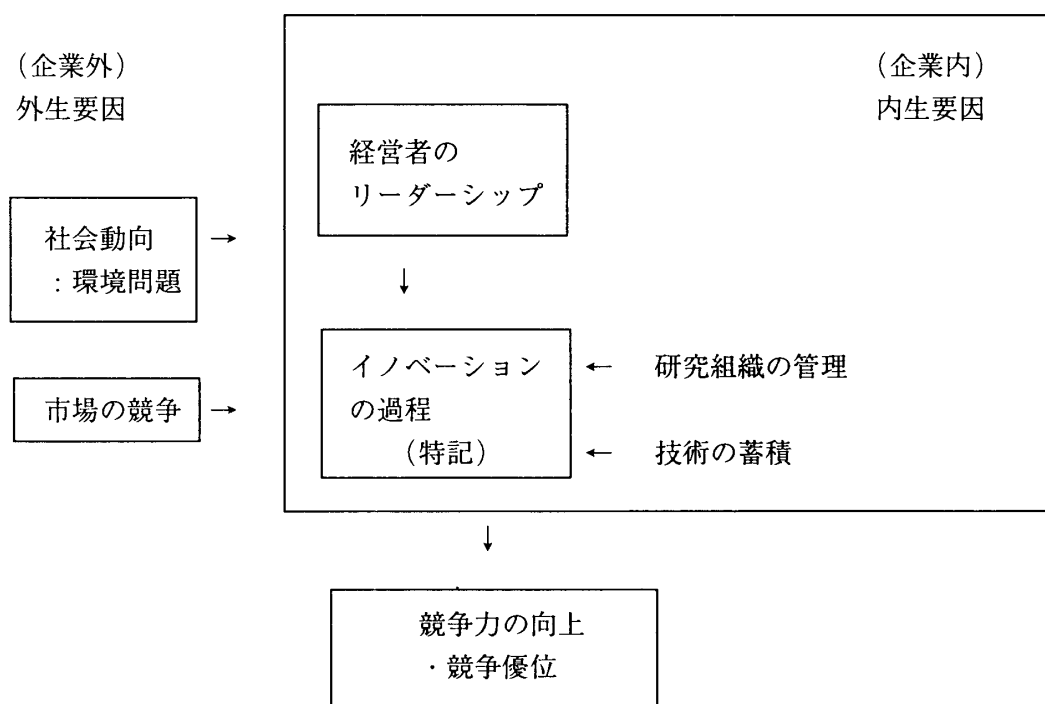 (企業外)
外生要因
(企業内)
内生要因
経営者の
リーダーシップ
社会動向
:環境問題
→
↓
イノベーション
の過程
(特記)
← 研究組織の管理
← 技術の蓄積
市場の競争
→
↓
競争力の向上
・競争優位